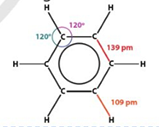 H 120° H
120° C C
139 pm
H C C H
C C
109 pm
H H